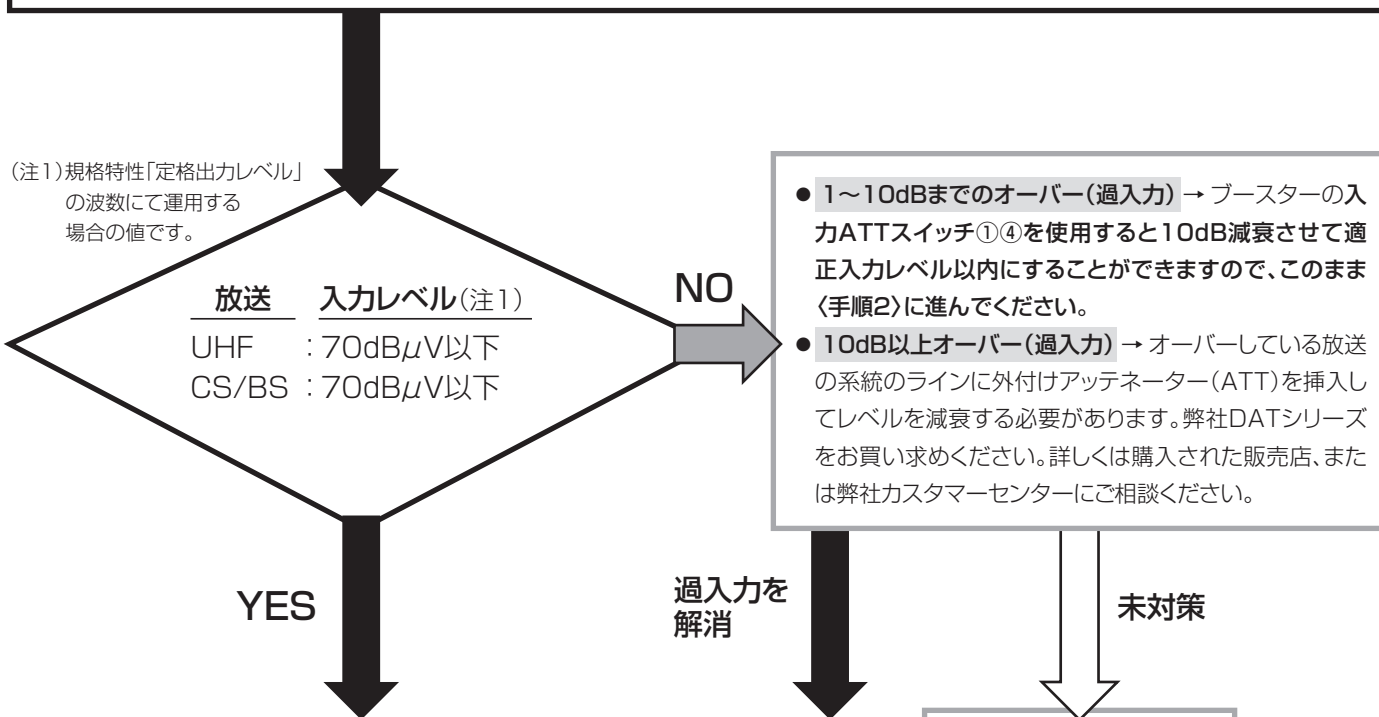 （注1）規格特性「定格出力レベル」
の波数にて運用する
場合の値です。
放送 入力レベル（注1）
UHF ：70dBμV以下
CS/BS ：70dBμV以下
NO
● 1〜10dBまでのオーバー（過入力） → ブースターの入
力ATTスイッチ①④を使用すると10dB減衰させて適
正入力レベル以内にすることができますので、このまま
〈手順2〉に進んでください。
● 10dB以上オーバー（過入力） → オーバーしている放送
の系統のラインに外付けアッテネーター（ATT）を挿入し
てレベルを減衰する必要があります。弊社DATシリーズ
をお買い求めください。詳しくは購入された販売店、また
は弊社カスタマーセンターにご相談ください。
YES
過入力を
解消
未対策